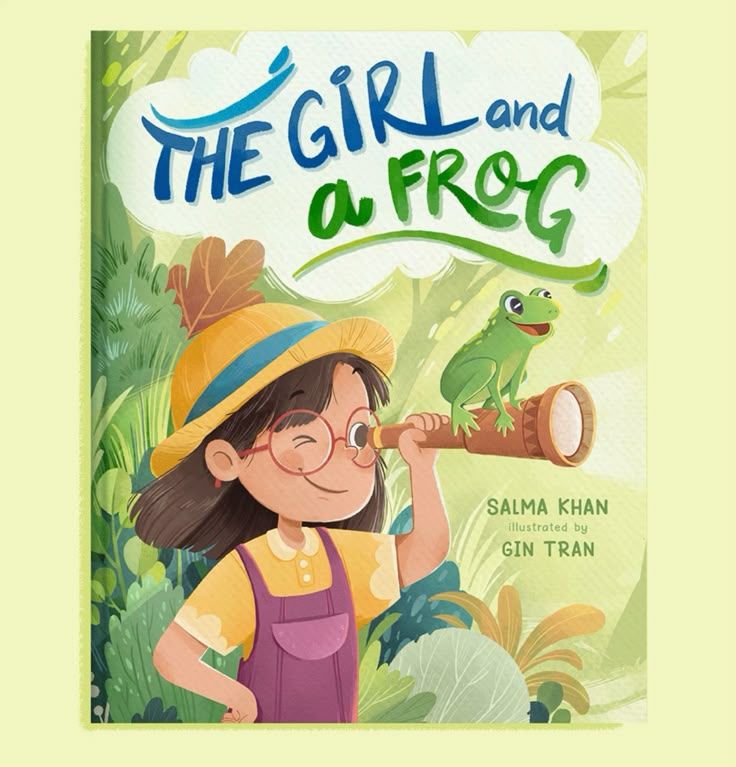 THE GIRL and
a FROG
SALMA KHAN
illustrated by
GIN TRAN